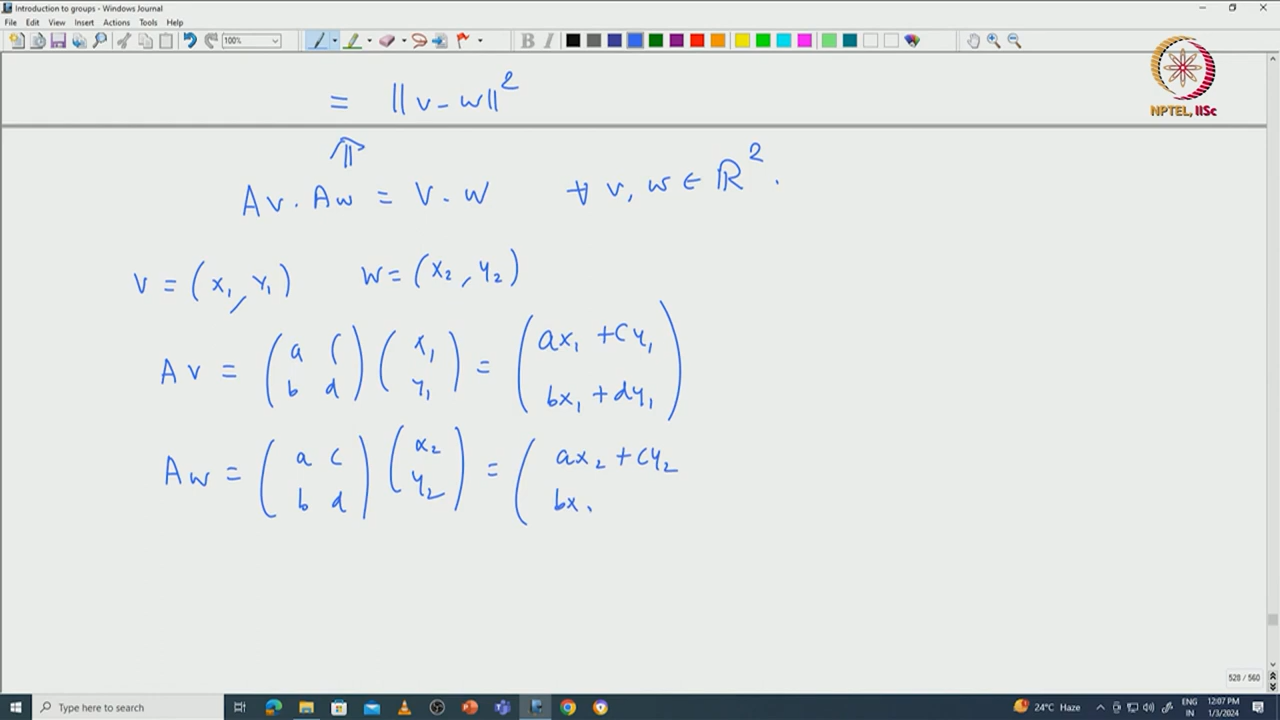 Introduction to groups - Windows Journal
File Edit View Insert Actions Tools Help
100%
B I
NPTEL, IISc
= ||v - w||²
⇑
Av . Aw = v . w ∀ v, w ∈ ℝ².
v = (x₁, y₁) w = (x₂, y₂)
Av = (a c; b d) (x₁; y₁) = (ax₁ + cy₁; bx₁ + dy₁)
Aw = (a c; b d) (x₂; y₂) = (ax₂ + cy₂; bx
528 / 560
Type here to search
24°C Haze
ENG
IN
12:07 PM
1/3/2024